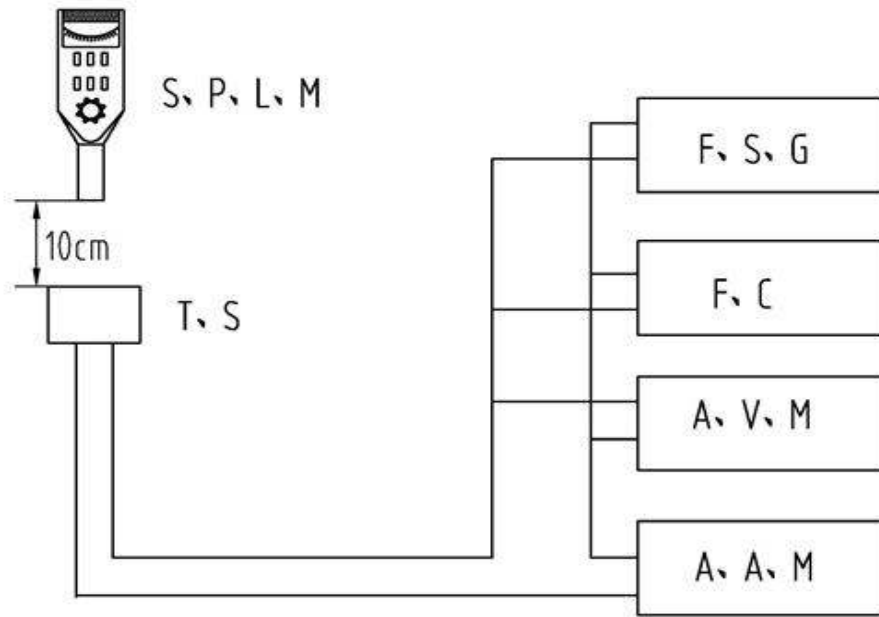 S、P、L、M
F、S、G
10cm
T、S
F、C
A、V、M
A、A、M